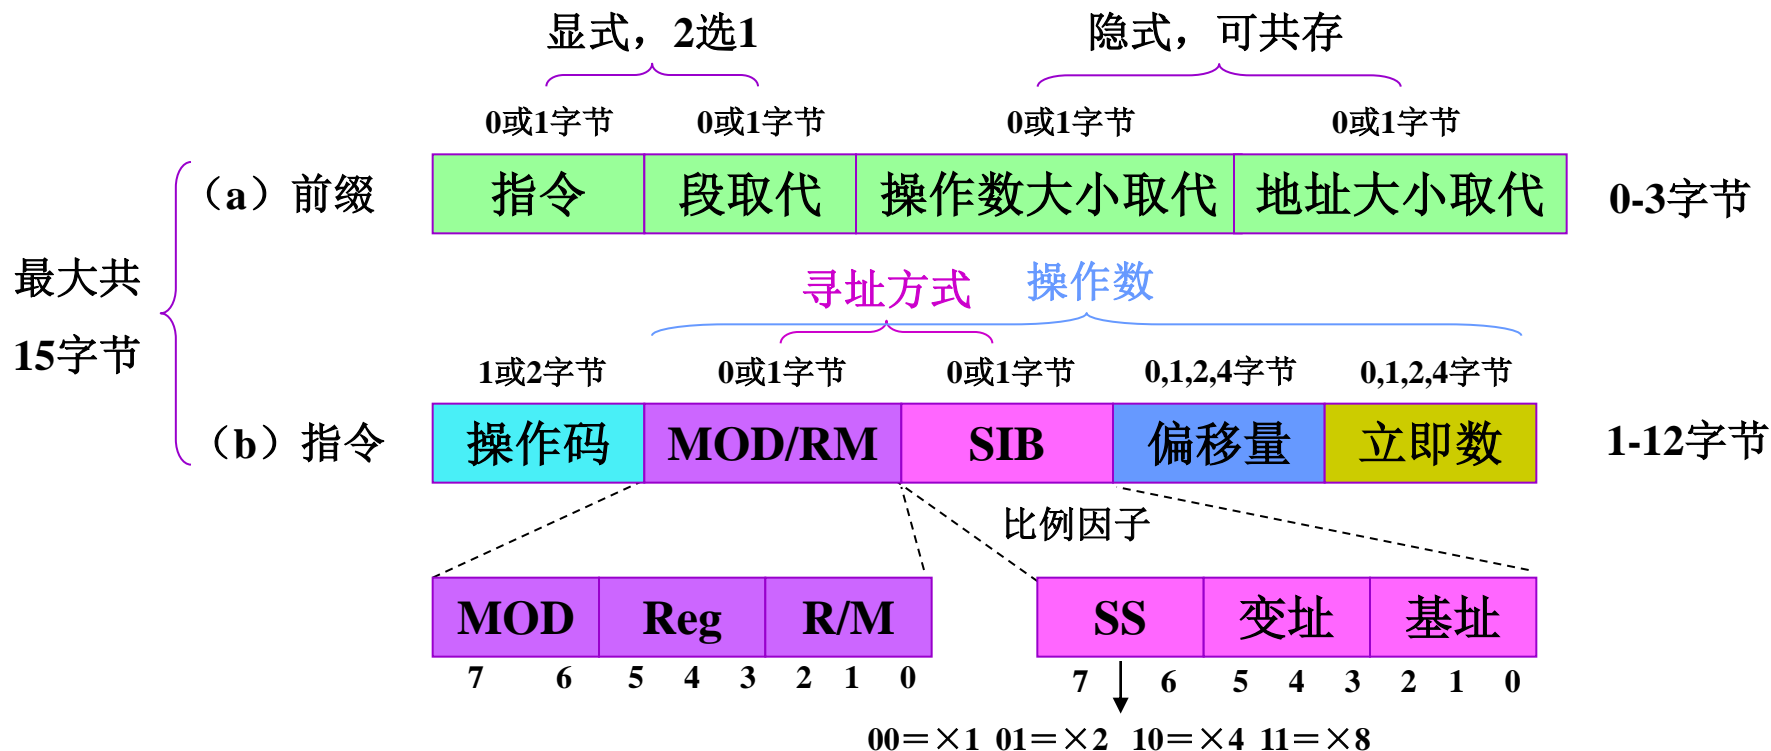 显式，2选1 隐式，可共存
0或1字节 0或1字节 0或1字节 0或1字节
（a）前缀 指令 段取代 操作数大小取代 地址大小取代 0-3字节
最大共
15字节
寻址方式 操作数
1或2字节 0或1字节 0或1字节 0,1,2,4字节 0,1,2,4字节
（b）指令 操作码 MOD/RM SIB 偏移量 立即数 1-12字节
比例因子
MOD Reg R/M SS 变址 基址
7 6 5 4 3 2 1 0 7 6 5 4 3 2 1 0
00＝×1 01＝×2 10＝×4 11＝×8